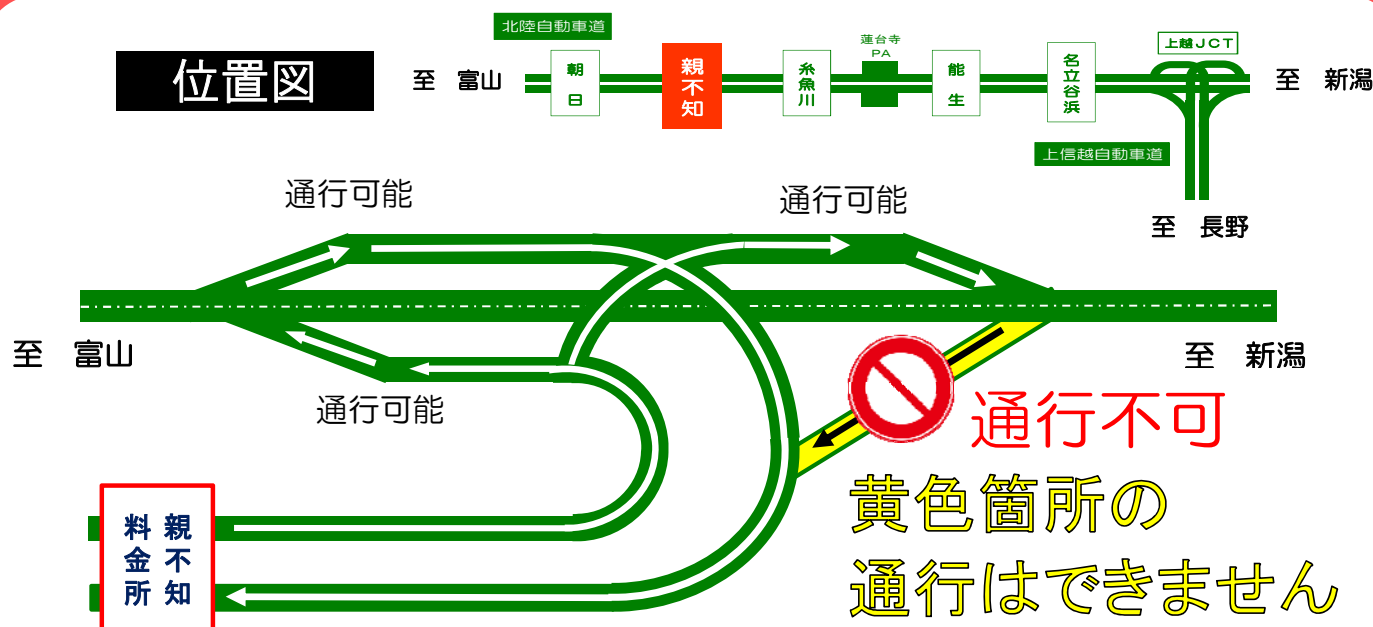 北陸自動車道
位置図
至 富山
朝日
親不知
糸魚川
蓮台寺
PA
能生
名立谷浜
上越JCT
至 新潟
上信越自動車道
至 長野
通行可能
通行可能
至 富山
至 新潟
通行可能
通行不可
黄色箇所の
通行はできません
親不知
料金所